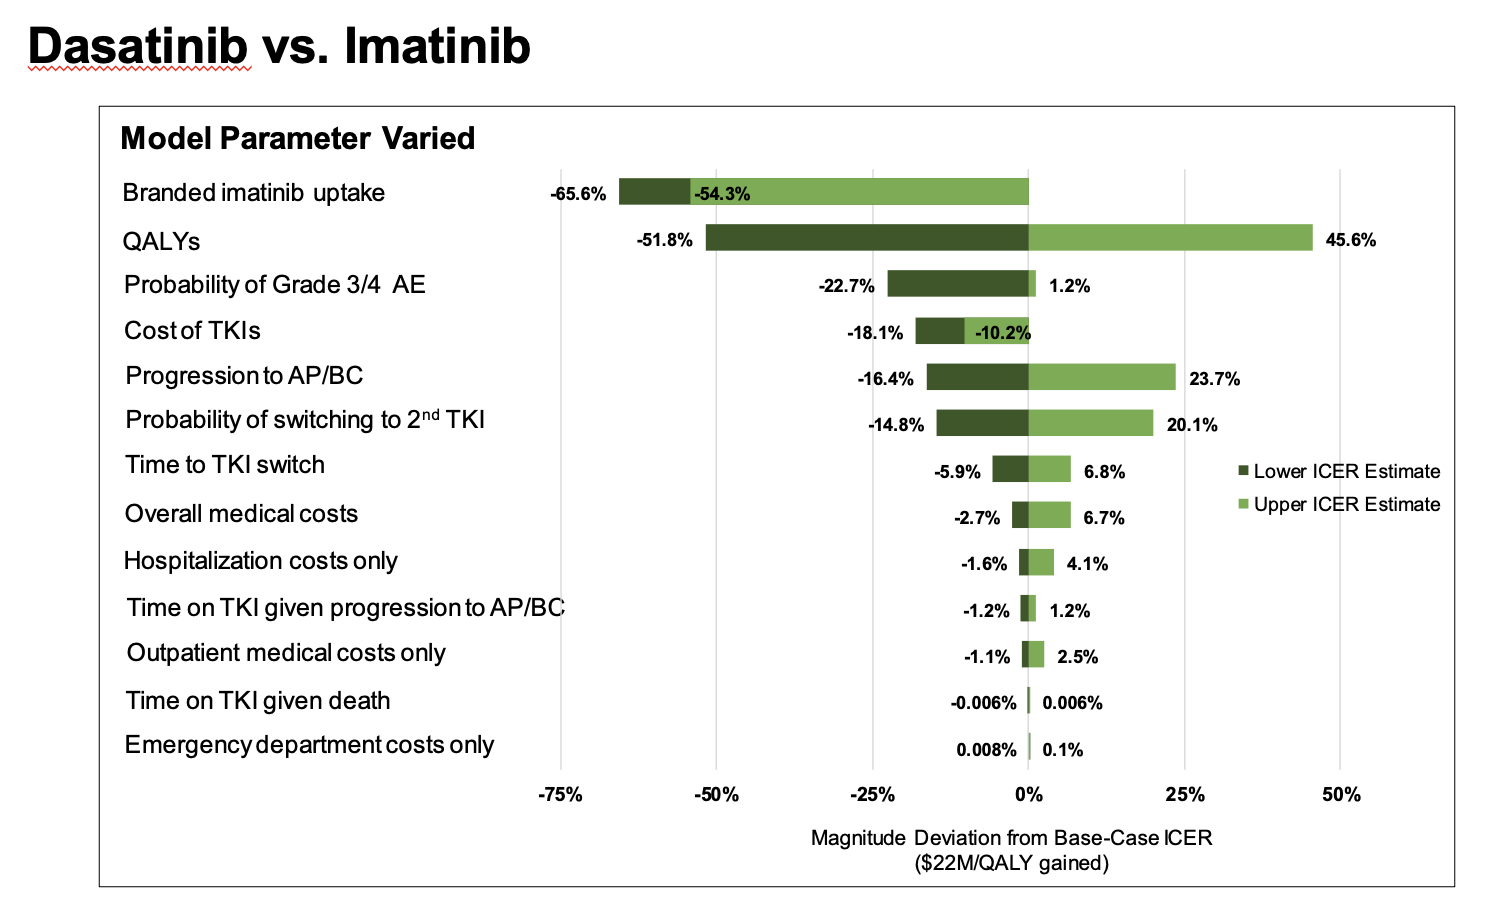 Dasatinib vs. Imatinib
Model Parameter Varied
Branded imatinib uptake -65.6% -54.3%
QALYs -51.8% 45.6%
Probability of Grade 3/4 AE -22.7% 1.2%
Cost of TKIs -18.1% -10.2%
Progression to AP/BC -16.4% 23.7%
Probability of switching to 2nd TKI -14.8% 20.1%
Time to TKI switch -5.9% 6.8%
Lower ICER Estimate
Upper ICER Estimate
Overall medical costs -2.7% 6.7%
Hospitalization costs only -1.6% 4.1%
Time on TKI given progression to AP/BC -1.2% 1.2%
Outpatient medical costs only -1.1% 2.5%
Time on TKI given death -0.006% 0.006%
Emergency department costs only 0.008% 0.1%
-75% -50% -25% 0% 25% 50%
Magnitude Deviation from Base-Case ICER
($22M/QALY gained)